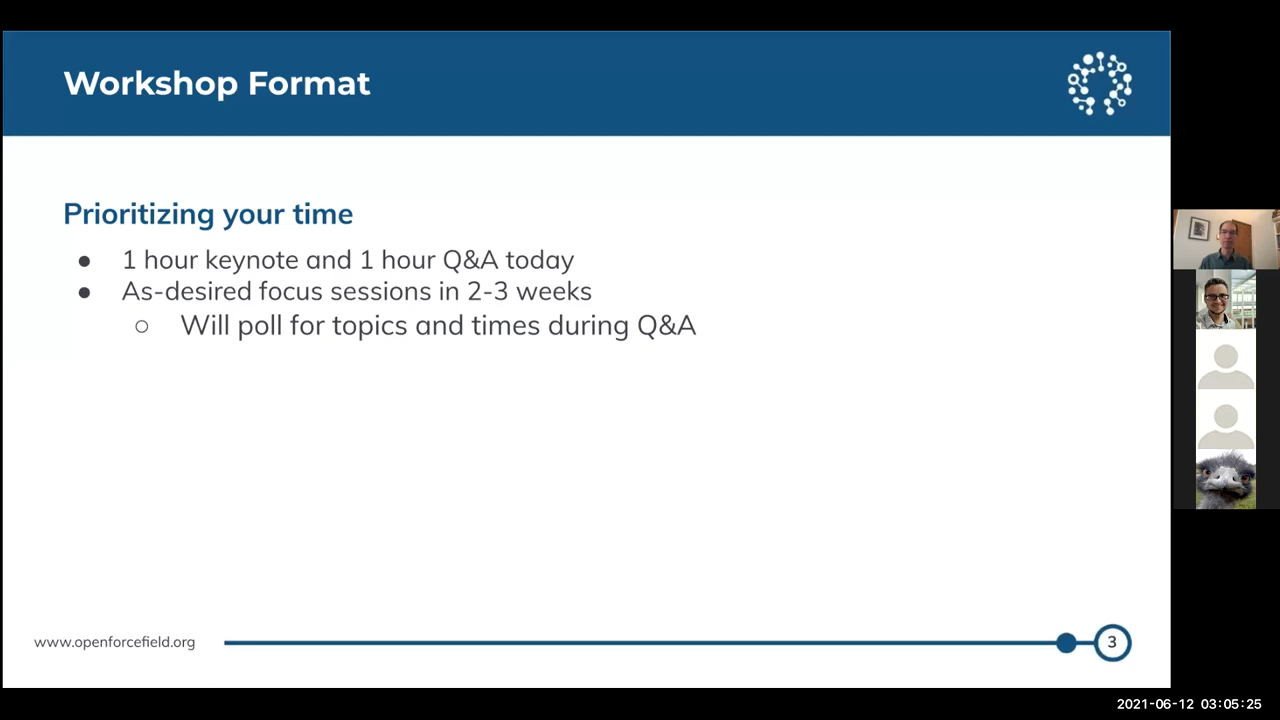 Workshop Format
Prioritizing your time
● 1 hour keynote and 1 hour Q&A today
● As-desired focus sessions in 2-3 weeks
○ Will poll for topics and times during Q&A
www.openforcefield.org
3
2021-06-12 03:05:25